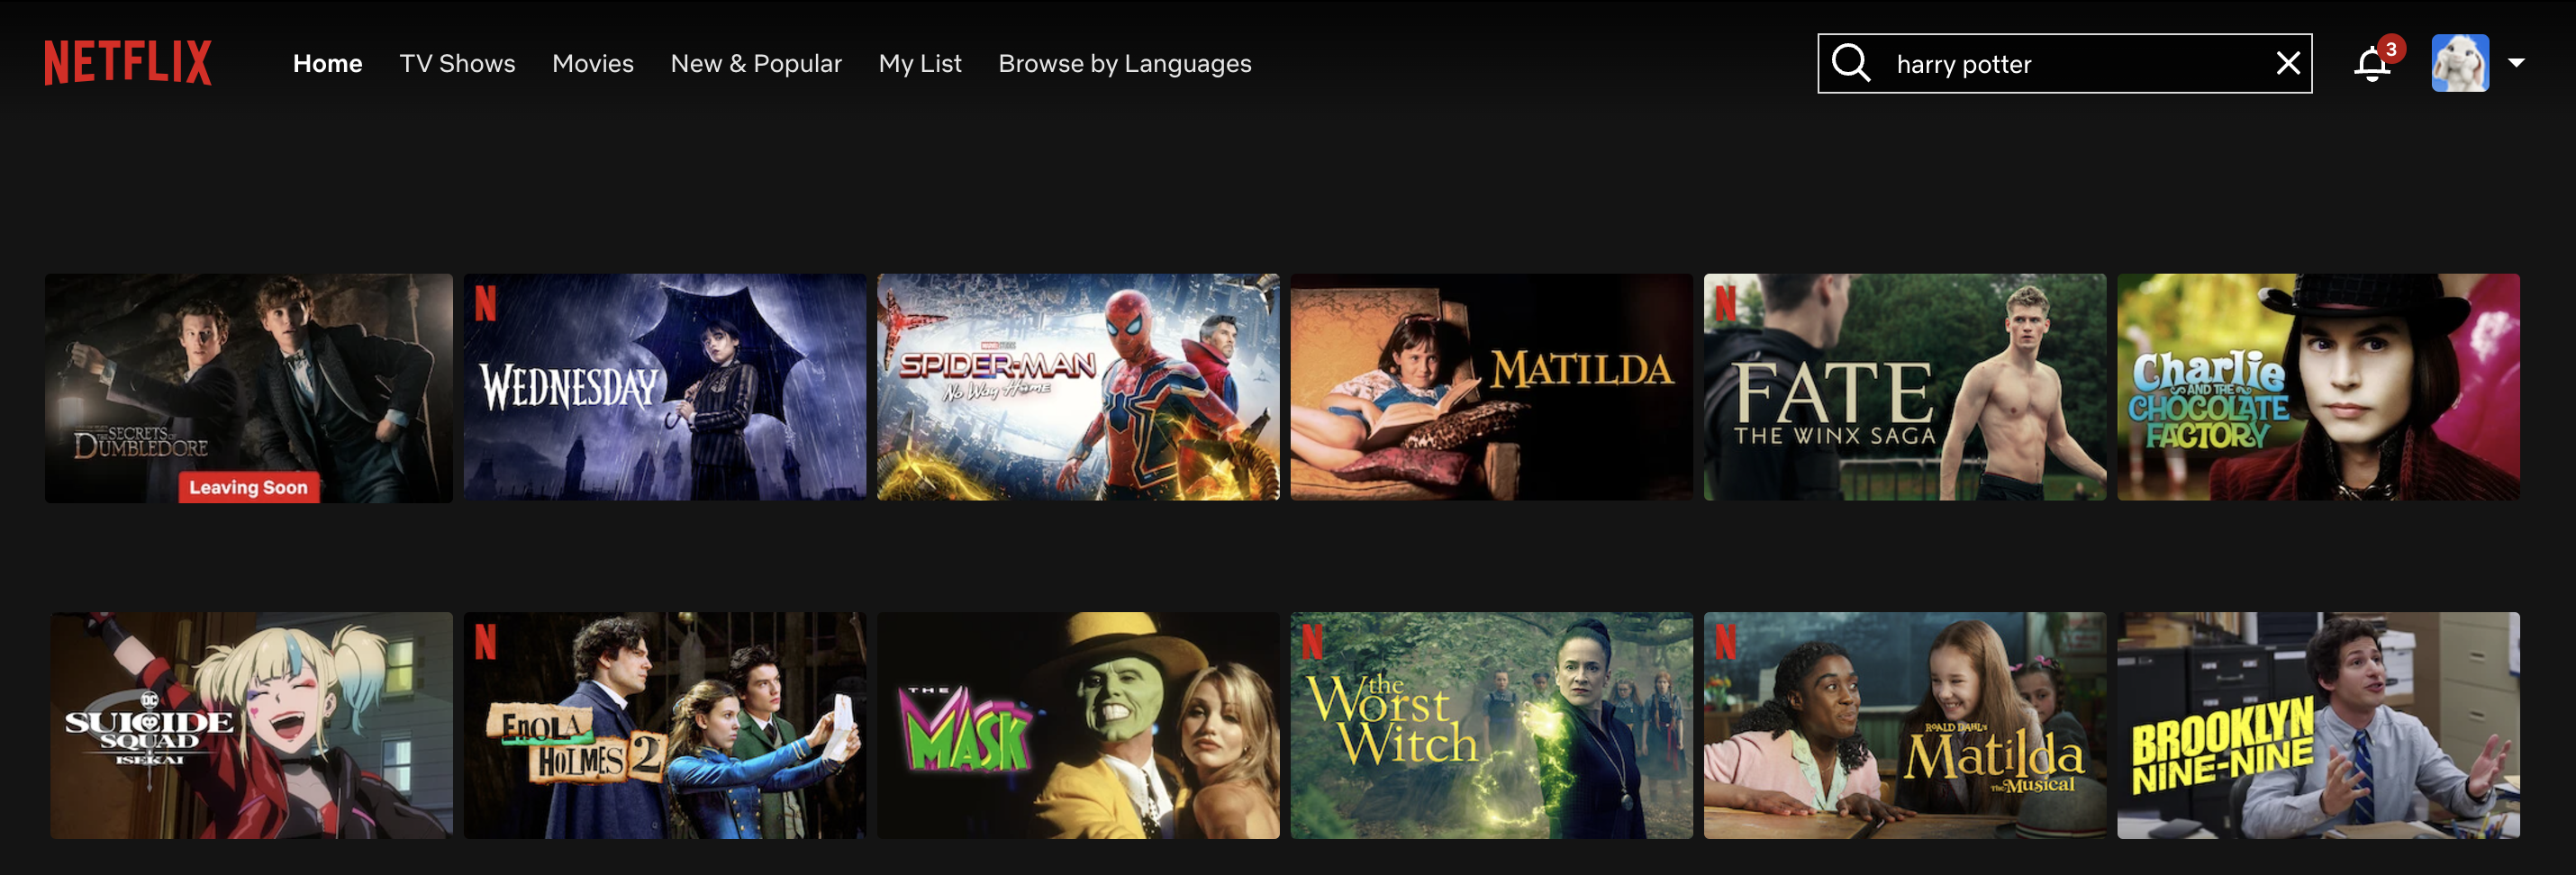 NETFLIX
Home
TV Shows
Movies
New & Popular
My List
Browse by Languages
harry potter
3
THE SECRETS OF
DUMBLEDORE
Leaving Soon
N
WEDNESDAY
MARVEL STUDIOS
SPIDER-MAN
No Way Home
MATILDA
N
FATE
THE WINX SAGA
Charlie
AND THE
CHOCOLATE
FACTORY
DC
SUICIDE
SQUAD
ISEKAI
N
ENOLA
HOLMES 2
THE
MASK
N
the
Worst
Witch
N
ROALD DAHL'S
Matilda
The Musical
BROOKLYN
NINE-NINE